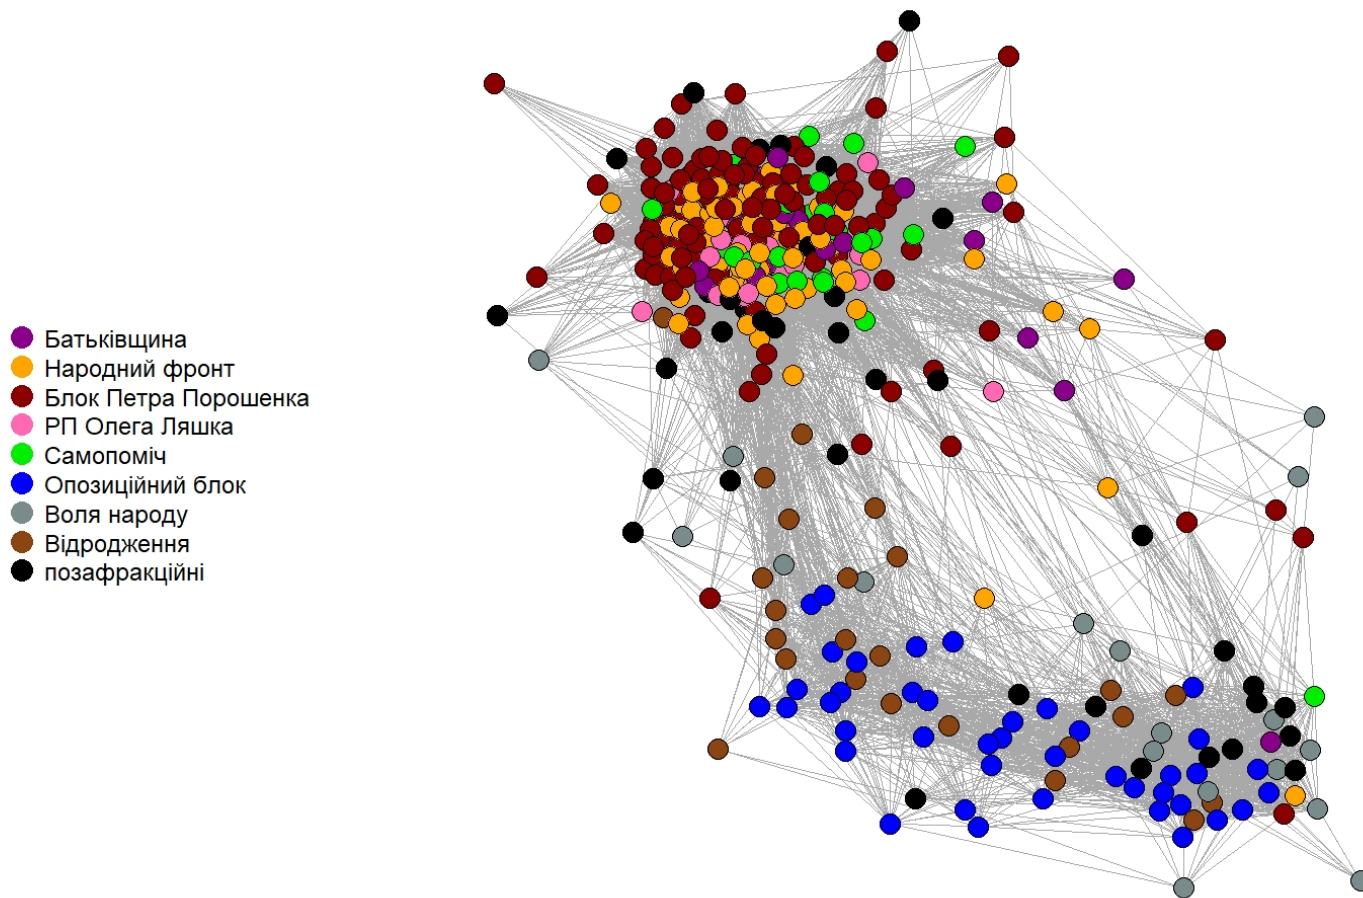 Батьківщина
Народний фронт
Блок Петра Порошенка
РП Олега Ляшка
Самопоміч
Опозиційний блок
Воля народу
Відродження
позафракційні